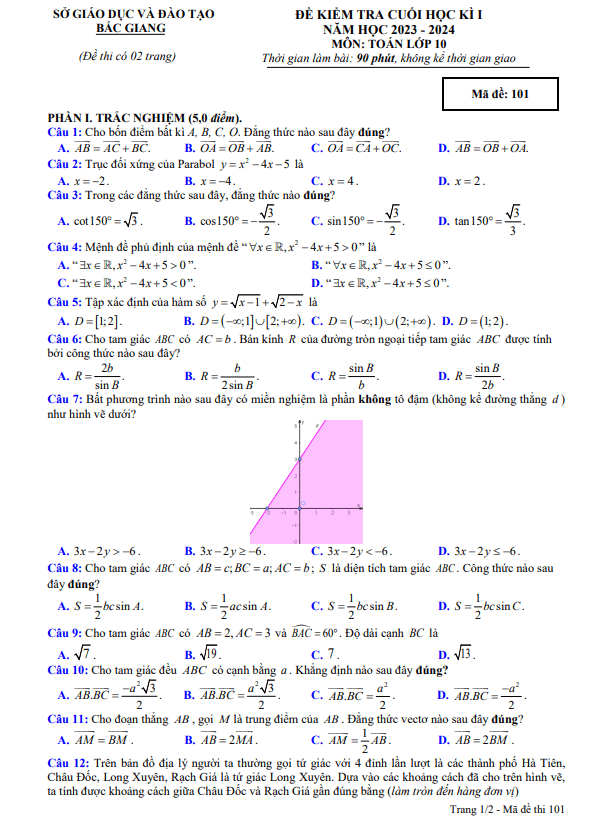 SỞ GIÁO DỤC VÀ ĐÀO TẠO
BẮC GIANG
(Đề thi có 02 trang)
ĐỀ KIỂM TRA CUỐI HỌC KÌ I
NĂM HỌC 2023 - 2024
MÔN: TOÁN LỚP 10
Thời gian làm bài: 90 phút, không kể thời gian giao
Mã đề: 101
PHẦN I. TRẮC NGHIỆM (5,0 điểm).
Câu 1: Cho bốn điểm bất kì A, B, C, O. Đẳng thức nào sau đây đúng?
A. $\overrightarrow{AB}=\overrightarrow{AC}+\overrightarrow{BC}$. B. $\overrightarrow{OA}=\overrightarrow{OB}+\overrightarrow{AB}$. C. $\overrightarrow{OA}=\overrightarrow{CA}+\overrightarrow{OC}$. D. $\overrightarrow{AB}=\overrightarrow{OB}+\overrightarrow{OA}$.
Câu 2: Trục đối xứng của Parabol $y=x^2-4x-5$ là
A. $x=-2$. B. $x=-4$. C. $x=4$. D. $x=2$.
Câu 3: Trong các đẳng thức sau đây, đẳng thức nào đúng?
A. $\cot150°=\sqrt{3}$. B. $\cos150°=-\frac{\sqrt{3}}{2}$. C. $\sin150°=-\frac{\sqrt{3}}{2}$. D. $\tan150°=\frac{\sqrt{3}}{3}$.
Câu 4: Mệnh đề phủ định của mệnh đề “$\forall x\in\mathbb{R},x^2-4x+5>0$” là
A. “$\exists x\in\mathbb{R},x^2-4x+5>0$”. B. “$\forall x\in\mathbb{R},x^2-4x+5\leq0$”.
C. “$\exists x\in\mathbb{R},x^2-4x+5<0$”. D. “$\exists x\in\mathbb{R},x^2-4x+5\leq0$”.
Câu 5: Tập xác định của hàm số $y=\sqrt{x-1}+\sqrt{2-x}$ là
A. $D=[1;2]$. B. $D=(-\infty;1]\cup[2;+\infty)$. C. $D=(-\infty;1)\cup(2;+\infty)$. D. $D=(1;2)$.
Câu 6: Cho tam giác ABC có $AC=b$. Bán kính R của đường tròn ngoại tiếp tam giác ABC được tính
bởi công thức nào sau đây?
A. $R=\frac{2b}{\sin B}$. B. $R=\frac{b}{2\sin B}$. C. $R=\frac{\sin B}{b}$. D. $R=\frac{\sin B}{2b}$.
Câu 7: Bất phương trình nào sau đây có miền nghiệm là phần không tô đậm (không kể đường thẳng d )
như hình vẽ dưới?
A. $3x-2y>-6$. B. $3x-2y\geq-6$. C. $3x-2y<-6$. D. $3x-2y\leq-6$.
Câu 8: Cho tam giác ABC có $AB=c;BC=a;AC=b$; S là diện tích tam giác ABC. Công thức nào sau
đây đúng?
A. $S=\frac{1}{2}bc\sin A$. B. $S=\frac{1}{2}ac\sin A$. C. $S=\frac{1}{2}bc\sin B$. D. $S=\frac{1}{2}bc\sin C$.
Câu 9: Cho tam giác ABC có $AB=2,AC=3$ và $\widehat{BAC}=60°$. Độ dài cạnh BC là
A. $\sqrt{7}$. B. $\sqrt{19}$. C. 7. D. $\sqrt{13}$.
Câu 10: Cho tam giác đều ABC có cạnh bằng a. Khẳng định nào sau đây đúng?
A. $\overrightarrow{AB}.\overrightarrow{BC}=\frac{-a^2\sqrt{3}}{2}$. B. $\overrightarrow{AB}.\overrightarrow{BC}=\frac{a^2\sqrt{3}}{2}$. C. $\overrightarrow{AB}.\overrightarrow{BC}=\frac{a^2}{2}$. D. $\overrightarrow{AB}.\overrightarrow{BC}=\frac{-a^2}{2}$.
Câu 11: Cho đoạn thẳng AB, gọi M là trung điểm của AB. Đẳng thức vectơ nào sau đây đúng?
A. $\overrightarrow{AM}=\overrightarrow{BM}$. B. $\overrightarrow{AB}=2\overrightarrow{MA}$. C. $\overrightarrow{AM}=\frac{1}{2}\overrightarrow{AB}$. D. $\overrightarrow{AB}=2\overrightarrow{BM}$.
Câu 12: Trên bản đồ địa lý người ta thường gọi tứ giác với 4 đỉnh lần lượt là các thành phố Hà Tiên,
Châu Đốc, Long Xuyên, Rạch Giá là tứ giác Long Xuyên. Dựa vào các khoảng cách đã cho trên hình vẽ,
ta tính được khoảng cách giữa Châu Đốc và Rạch Giá gần đúng bằng (làm tròn đến hàng đơn vị)
Trang 1/2 - Mã đề thi 101